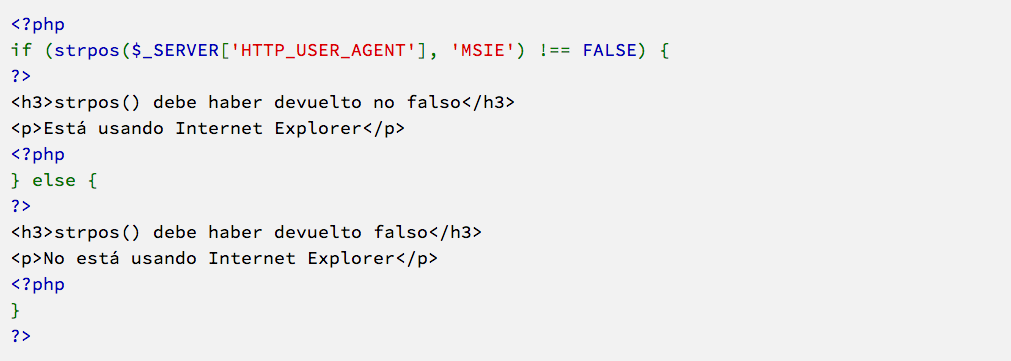 <?php
if (strpos($_SERVER['HTTP_USER_AGENT'], 'MSIE') !== FALSE) {
?>
<h3>strpos() debe haber devuelto no falso</h3>
<p>Está usando Internet Explorer</p>
<?php
} else {
?>
<h3>strpos() debe haber devuelto falso</h3>
<p>No está usando Internet Explorer</p>
<?php
}
?>